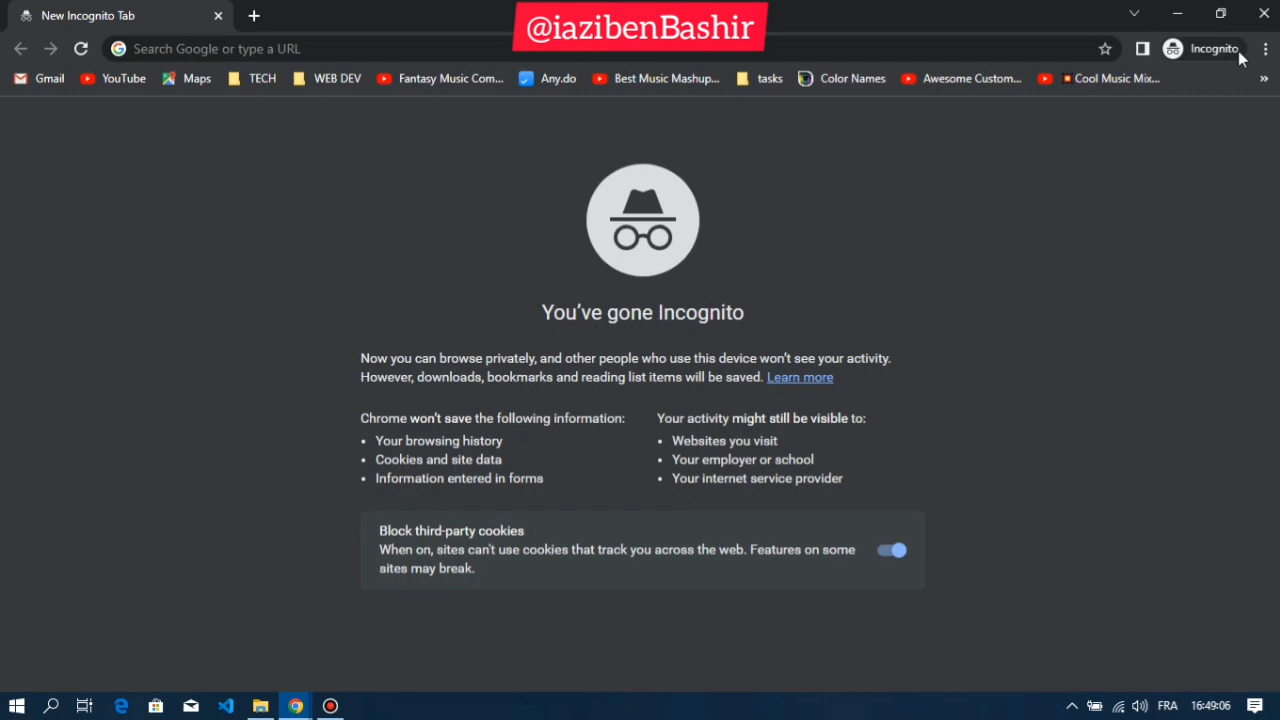 New Incognito Tab
@iazibenBashir
Search Google or type a URL
Incognito
Gmail
YouTube
Maps
TECH
WEB DEV
Fantasy Music Com...
Any.do
Best Music Mashup...
tasks
Color Names
Awesome Custom...
Cool Music Mix...
»
You've gone Incognito
Now you can browse privately, and other people who use this device won't see your activity.
However, downloads, bookmarks and reading list items will be saved. Learn more
Chrome won't save the following information:
• Your browsing history
• Cookies and site data
• Information entered in forms
Your activity might still be visible to:
• Websites you visit
• Your employer or school
• Your internet service provider
Block third-party cookies
When on, sites can't use cookies that track you across the web. Features on some
sites may break.
FRA
16:49:06